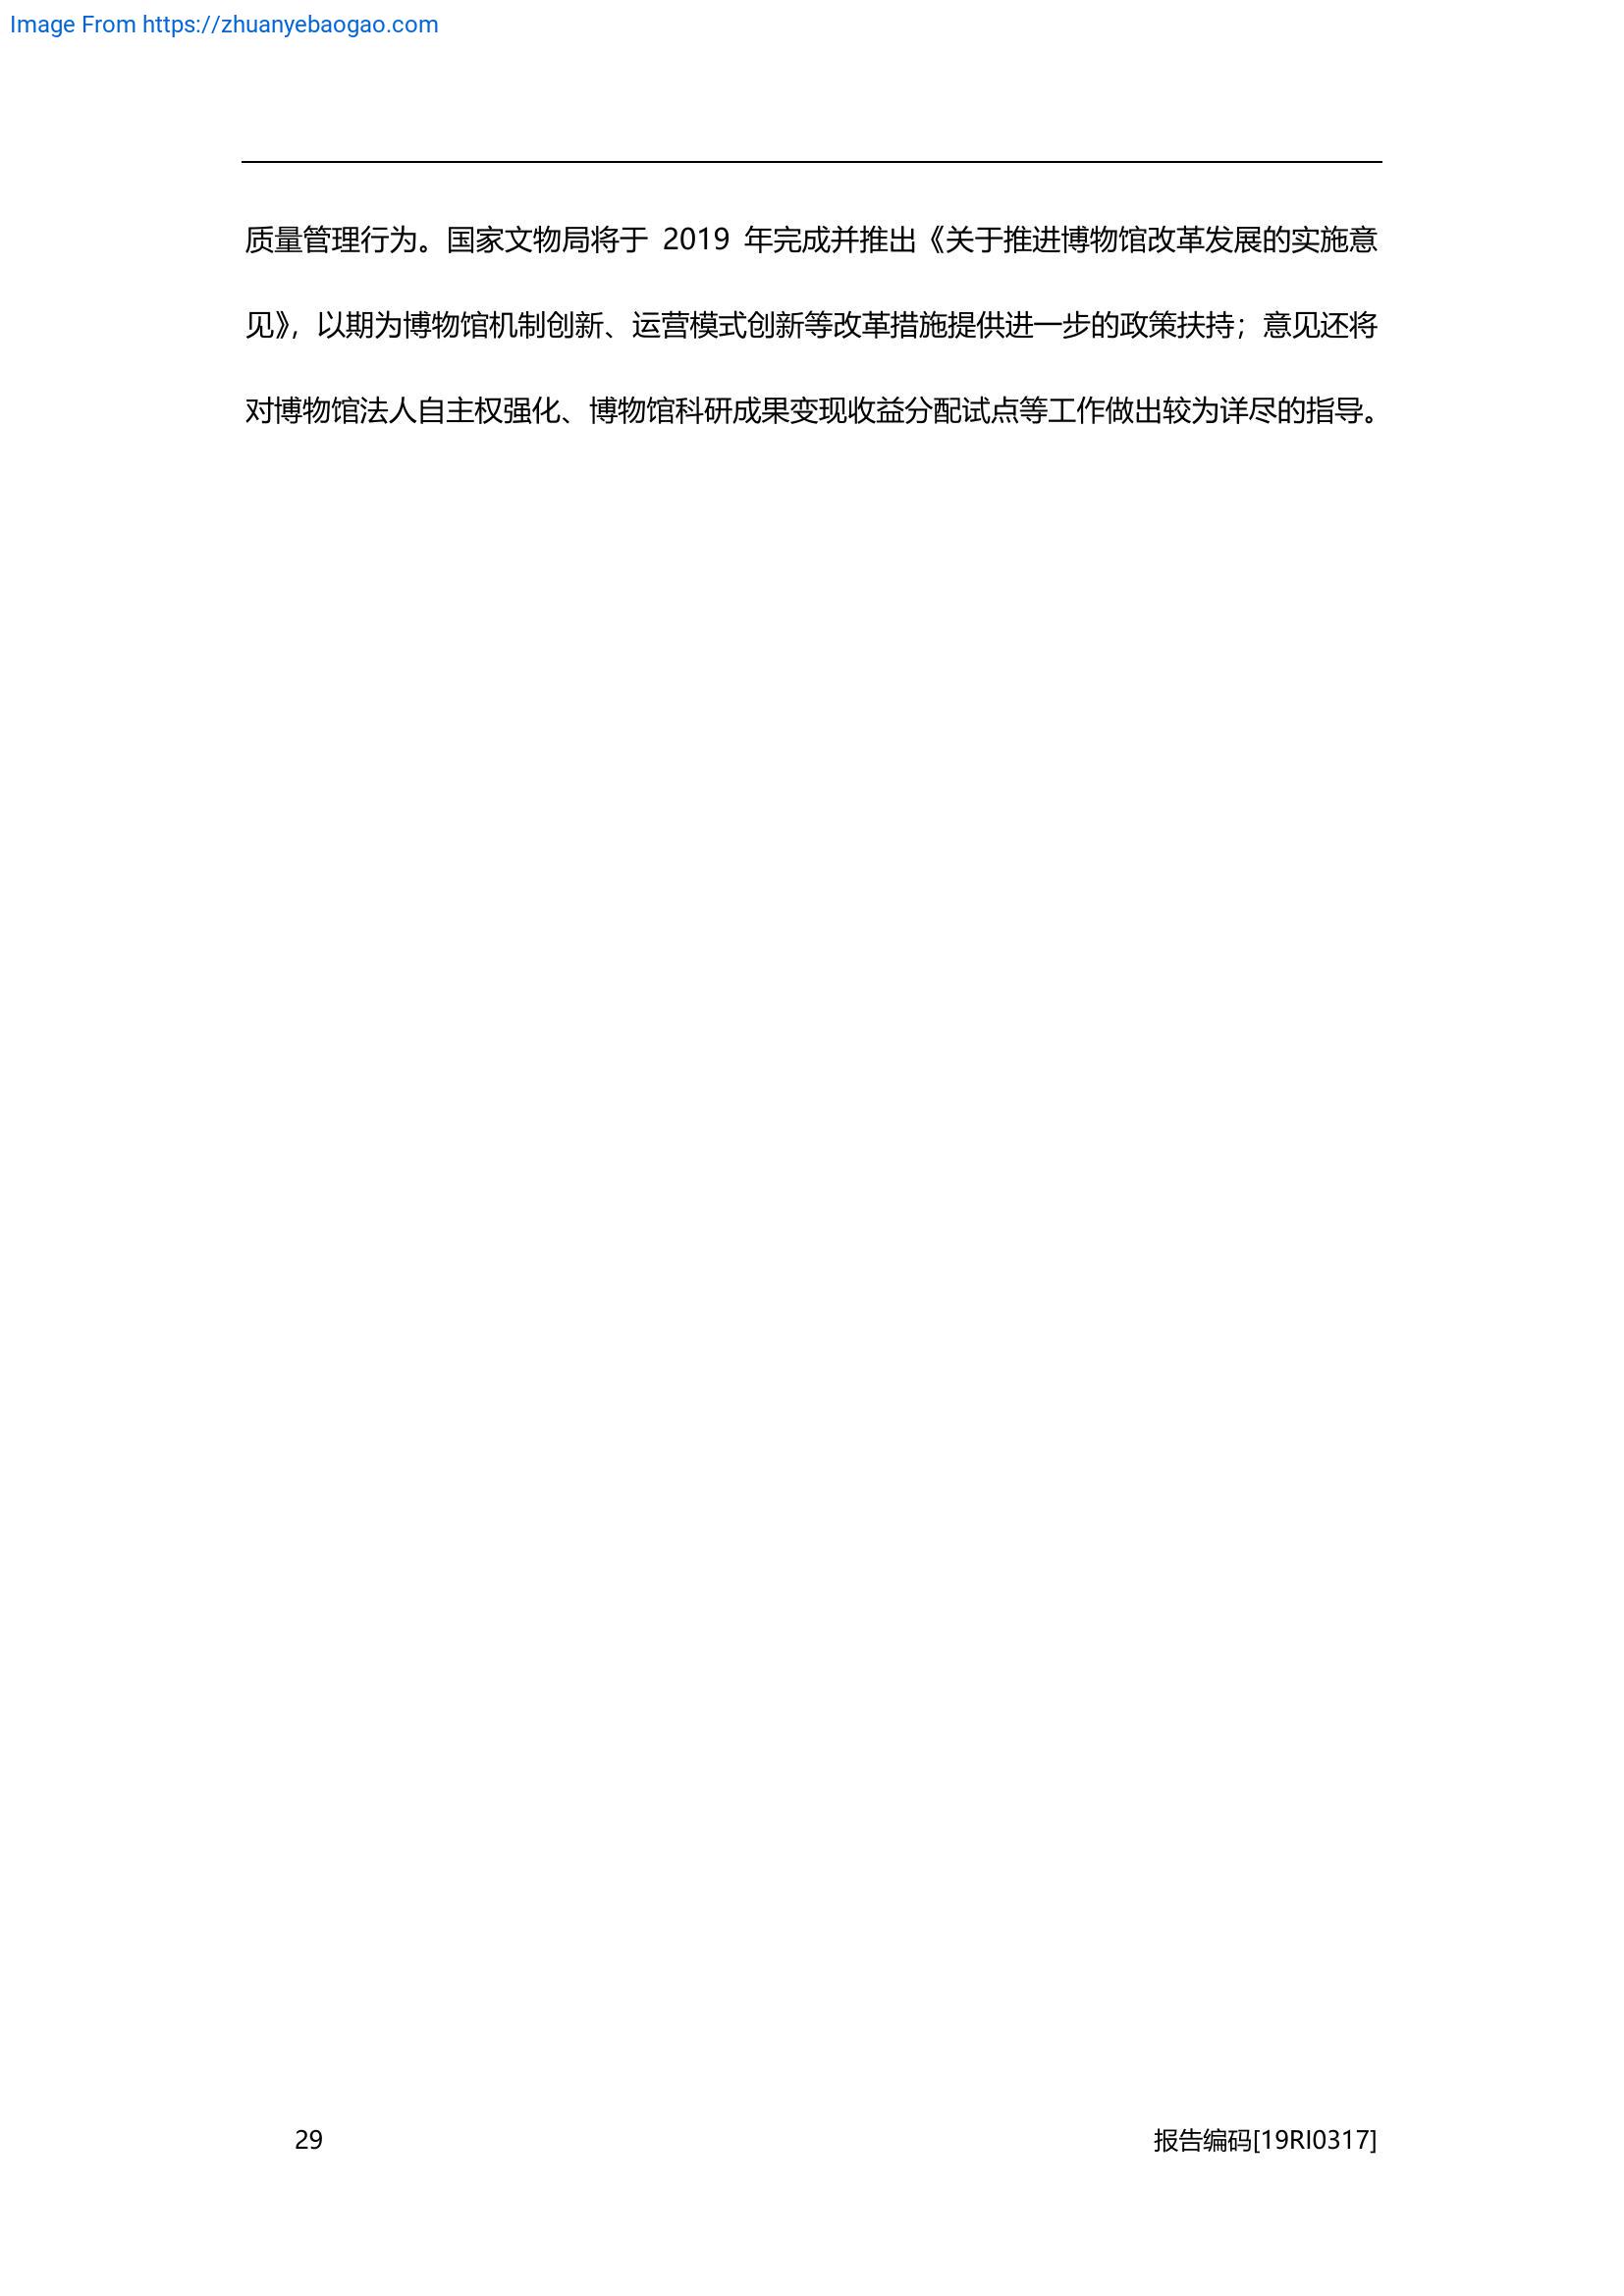 Image From https://zhuanyebaogao.com
质量管理行为。国家文物局将于 2019 年完成并推出《关于推进博物馆改革发展的实施意
见》，以期为博物馆机制创新、运营模式创新等改革措施提供进一步的政策扶持；意见还将
对博物馆法人自主权强化、博物馆科研成果变现收益分配试点等工作做出较为详尽的指导。
29 报告编码[19RI0317]